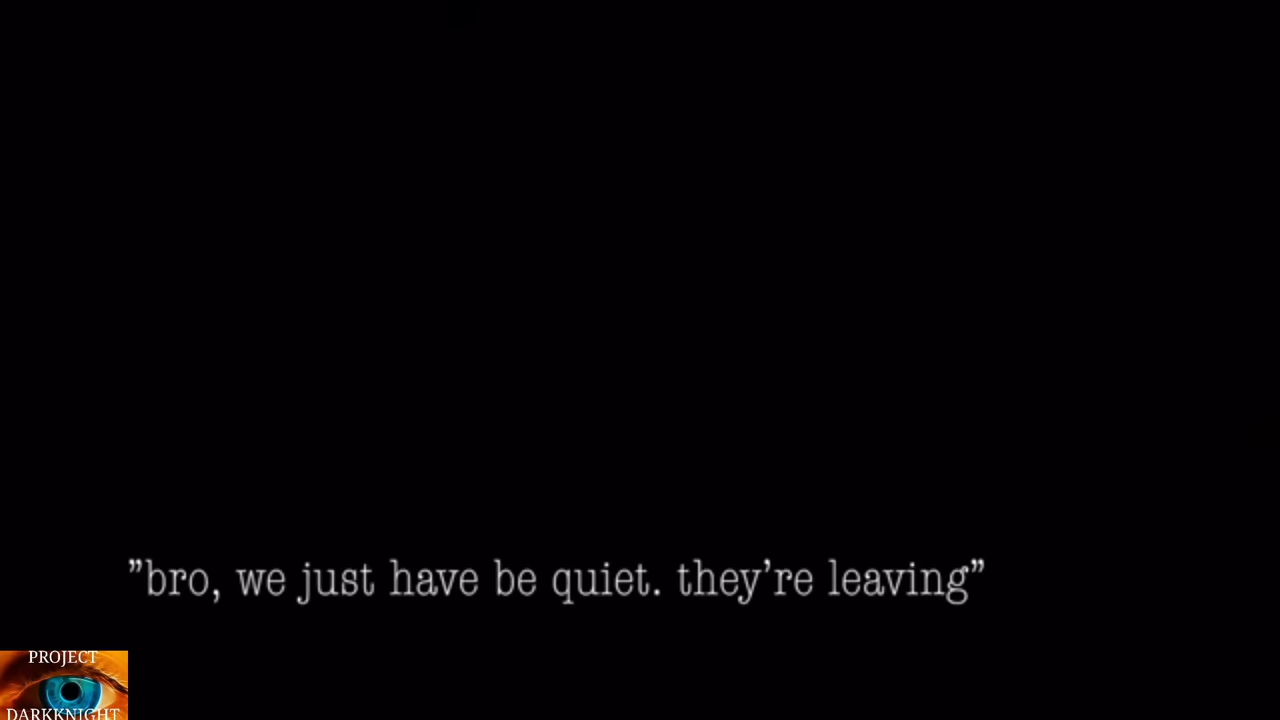 ”bro, we just have be quiet. they’re leaving”
PROJECT
DARKKNIGHT